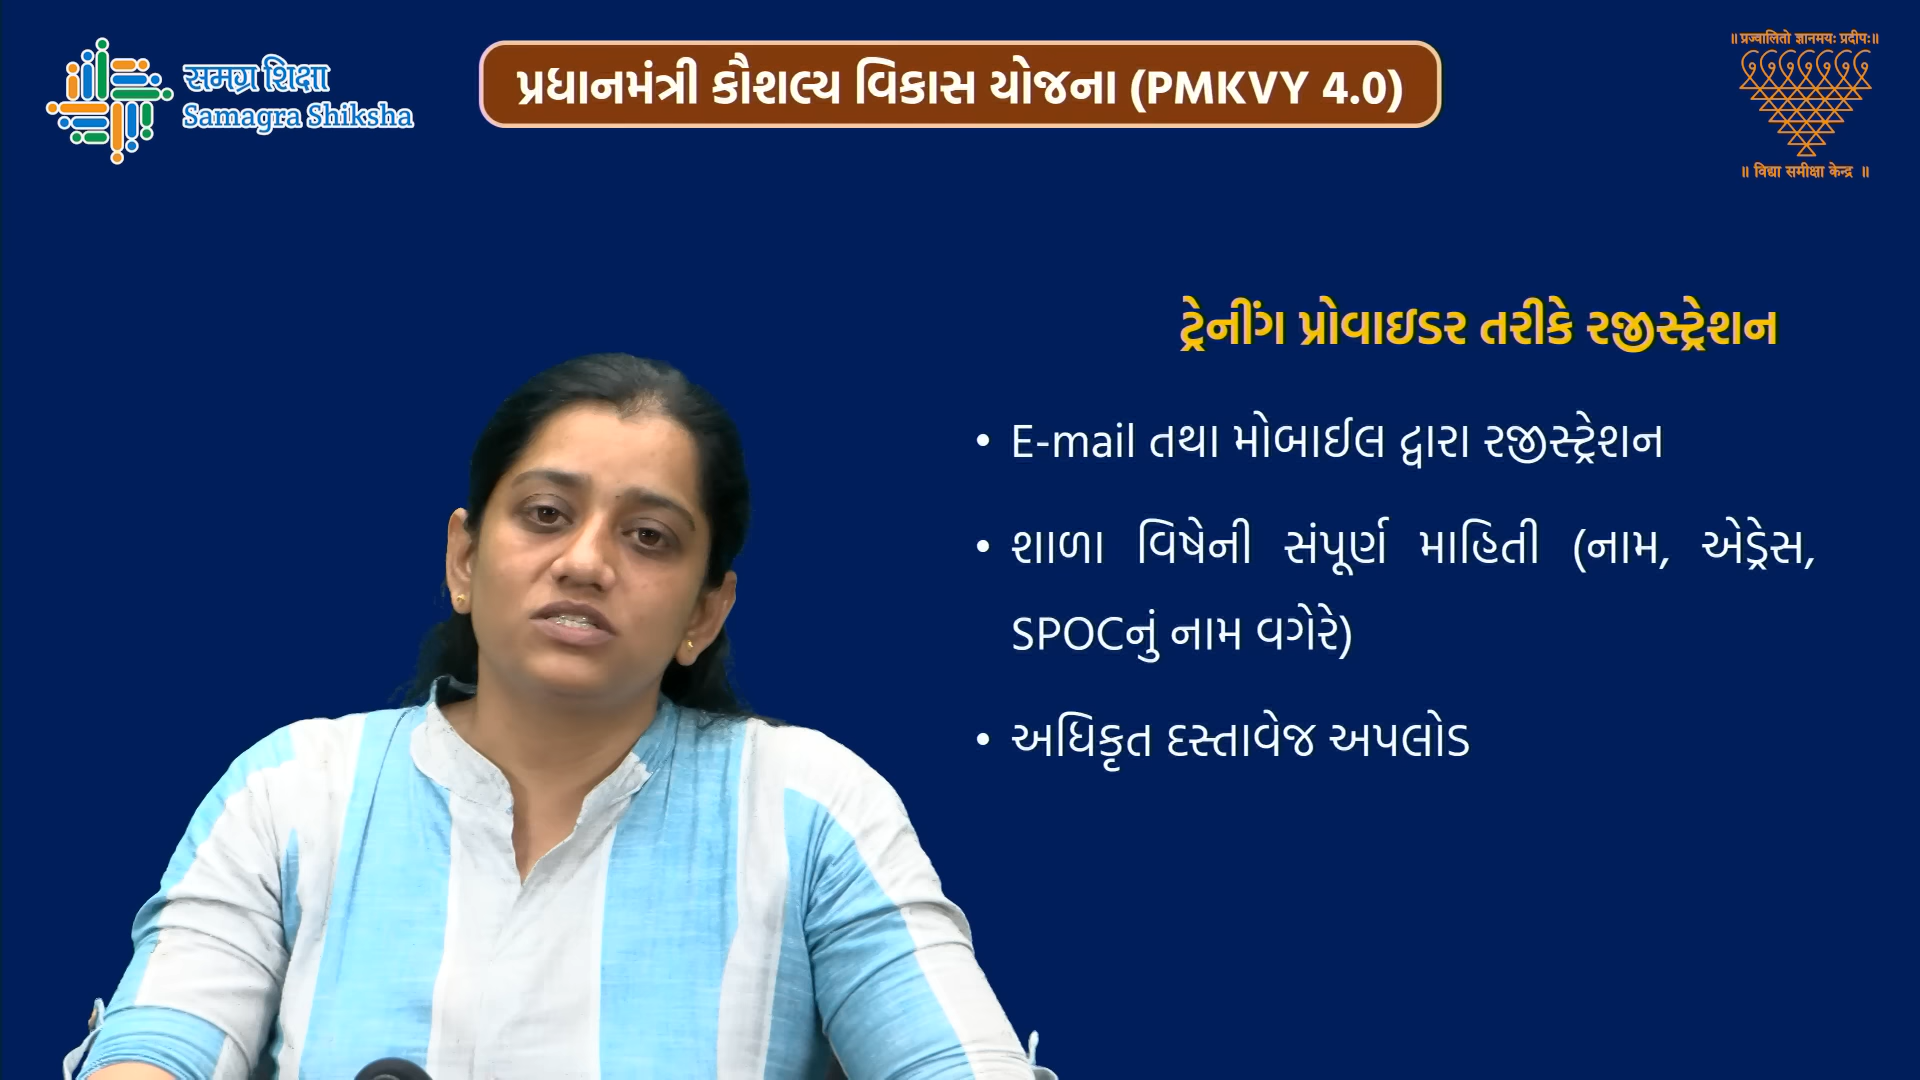 समग्र शिक्षा
Samagra Shiksha
પ્રધાનમંત્રી કૌશલ્ય વિકાસ યોજના (PMKVY 4.0)
॥ प्रज्वालितो ज्ञानमयः प्रदीपः॥
॥ विद्या समीक्षा केन्द्र ॥
ટ્રેનીંગ પ્રોવાઇડર તરીકે રજીસ્ટ્રેશન
• E-mail તથા મોબાઈલ દ્વારા રજીસ્ટ્રેશન
• શાળા વિષેની સંપૂર્ણ માહિતી (નામ, એડ્રેસ,
SPOCનું નામ વગેરે)
• અધિકૃત દસ્તાવેજ અપલોડ